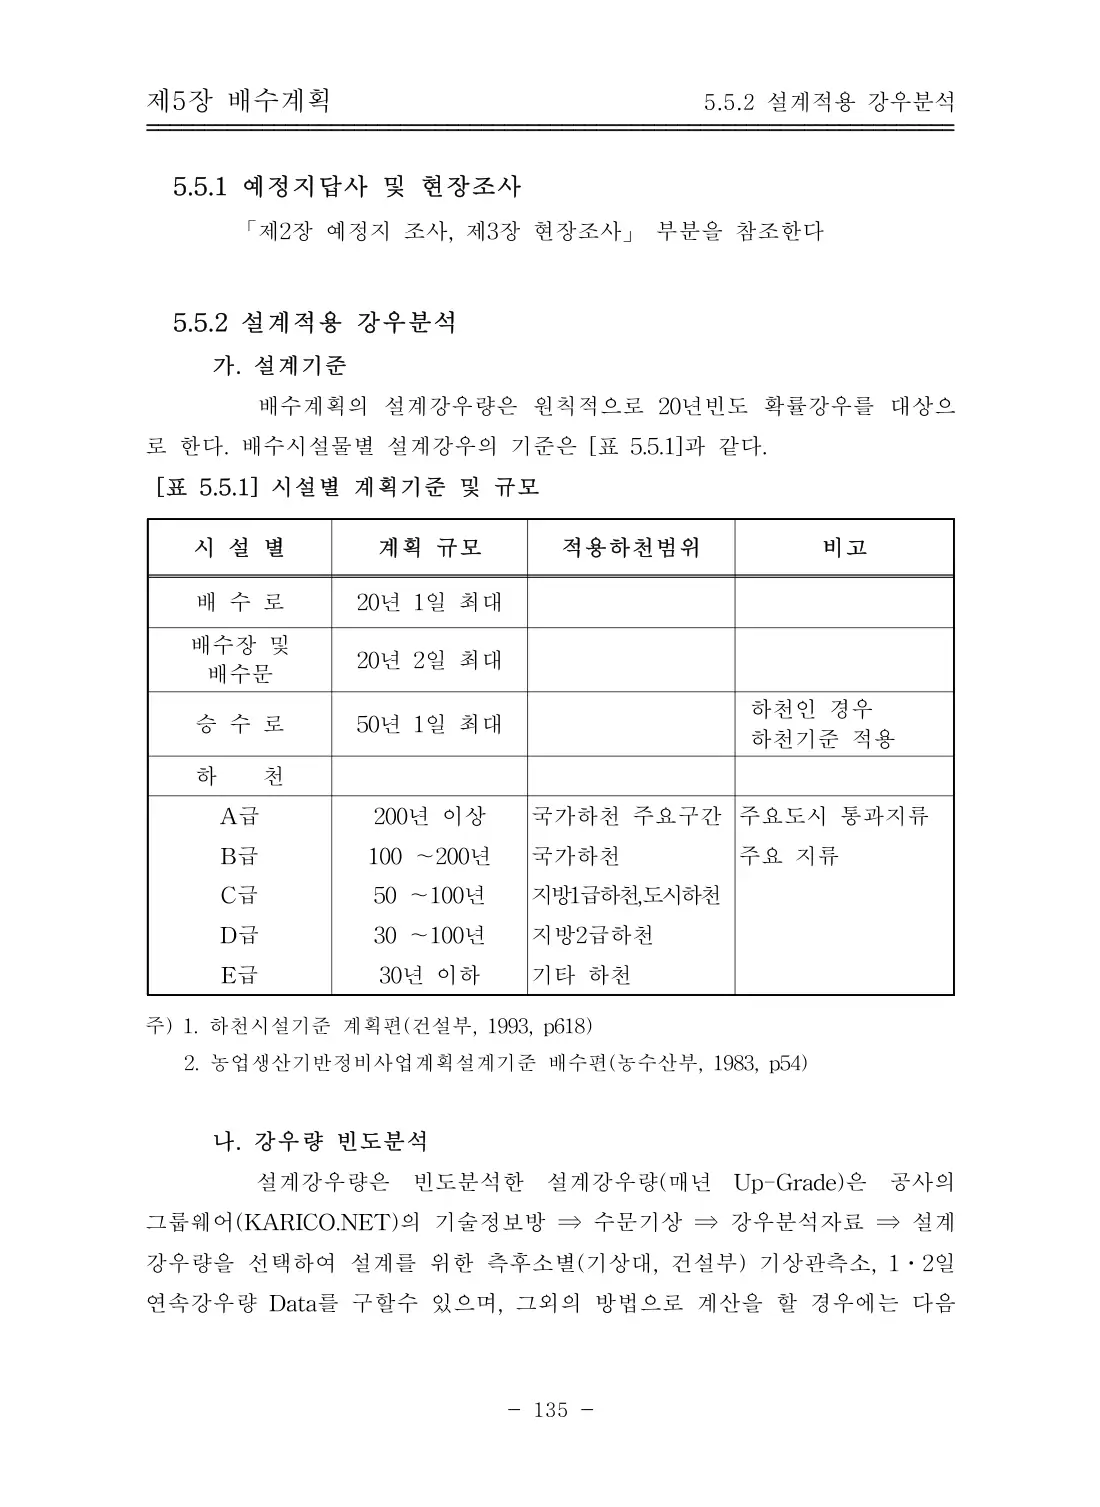 제5장 배수계획 5.5.2 설계적용 강우분석
5.5.1 예정지답사 및 현장조사
「제2장 예정지 조사, 제3장 현장조사」 부분을 참조한다
5.5.2 설계적용 강우분석
가. 설계기준
배수계획의 설계강우량은 원칙적으로 20년빈도 확률강우를 대상으
로 한다. 배수시설물별 설계강우의 기준은 [표 5.5.1]과 같다.
[표 5.5.1] 시설별 계획기준 및 규모
시 설 별 계획 규모 적용하천범위 비고
배 수 로 20년 1일 최대
배수장 및
배수문 20년 2일 최대
승 수 로 50년 1일 최대 하천인 경우
하천기준 적용
하 천
A급 200년 이상 국가하천 주요구간 주요도시 통과지류
B급 100 ~200년 국가하천 주요 지류
C급 50 ~100년 지방1급하천,도시하천
D급 30 ~100년 지방2급하천
E급 30년 이하 기타 하천
주) 1. 하천시설기준 계획편(건설부, 1993, p618)
2. 농업생산기반정비사업계획설계기준 배수편(농수산부, 1983, p54)
나. 강우량 빈도분석
설계강우량은 빈도분석한 설계강우량(매년 Up-Grade)은 공사의
그룹웨어(KARICO.NET)의 기술정보방 ⇒ 수문기상 ⇒ 강우분석자료 ⇒ 설계
강우량을 선택하여 설계를 위한 측후소별(기상대, 건설부) 기상관측소, 1・2일
연속강우량 Data를 구할수 있으며, 그외의 방법으로 계산을 할 경우에는 다음
- 135 -